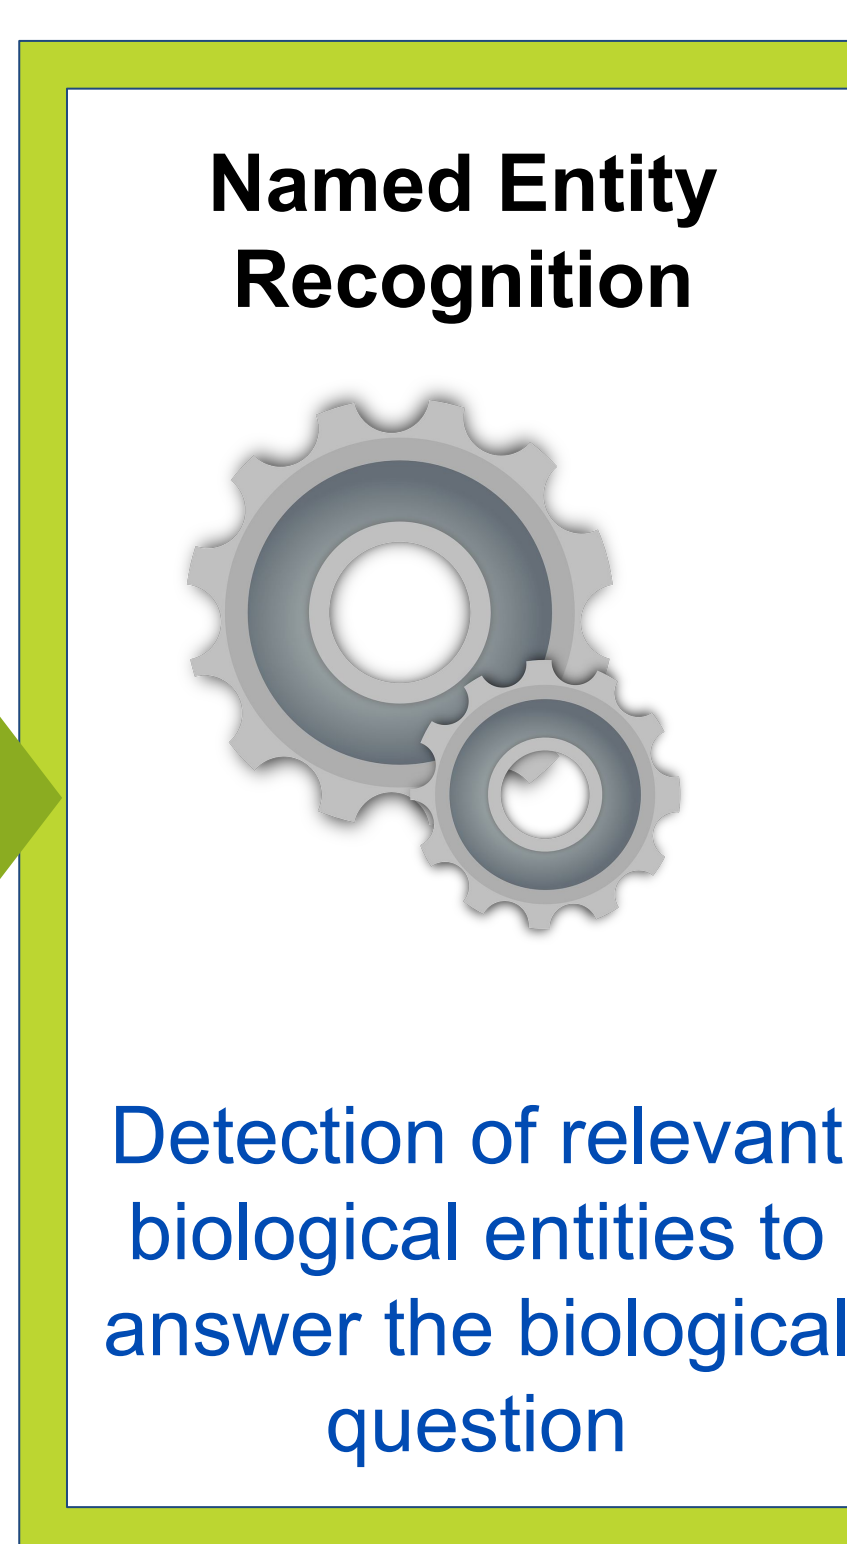 Named Entity
Recognition
Detection of relevant
biological entities to
answer the biological
question